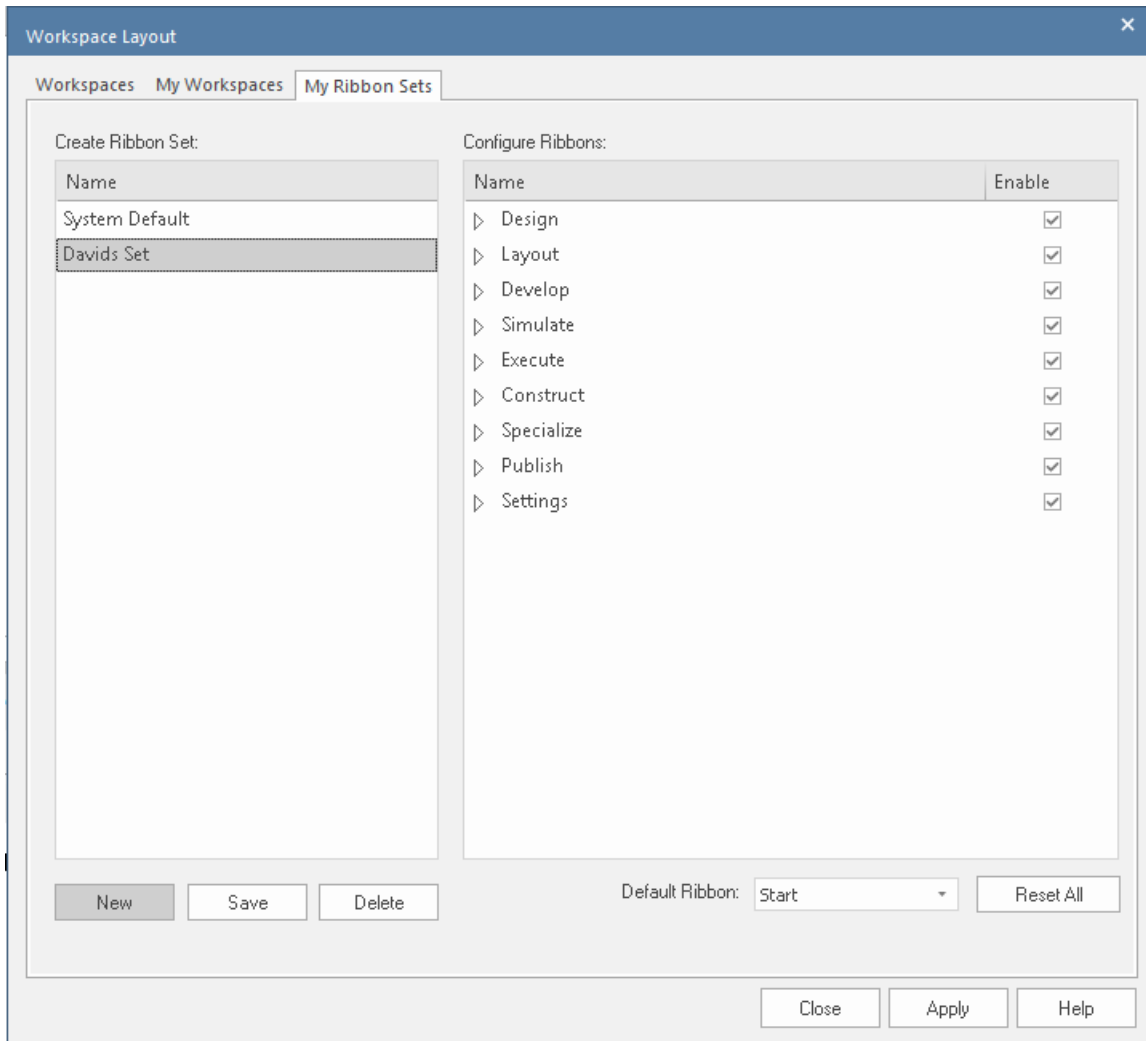 Workspace Layout
Workspaces My Workspaces My Ribbon Sets
Create Ribbon Set: Configure Ribbons:
Name Name Enable
System Default Design
Davids Set Layout
Develop
Simulate
Execute
Construct
Specialize
Publish
Settings
New Save Delete Default Ribbon: Start Reset All
Close Apply Help